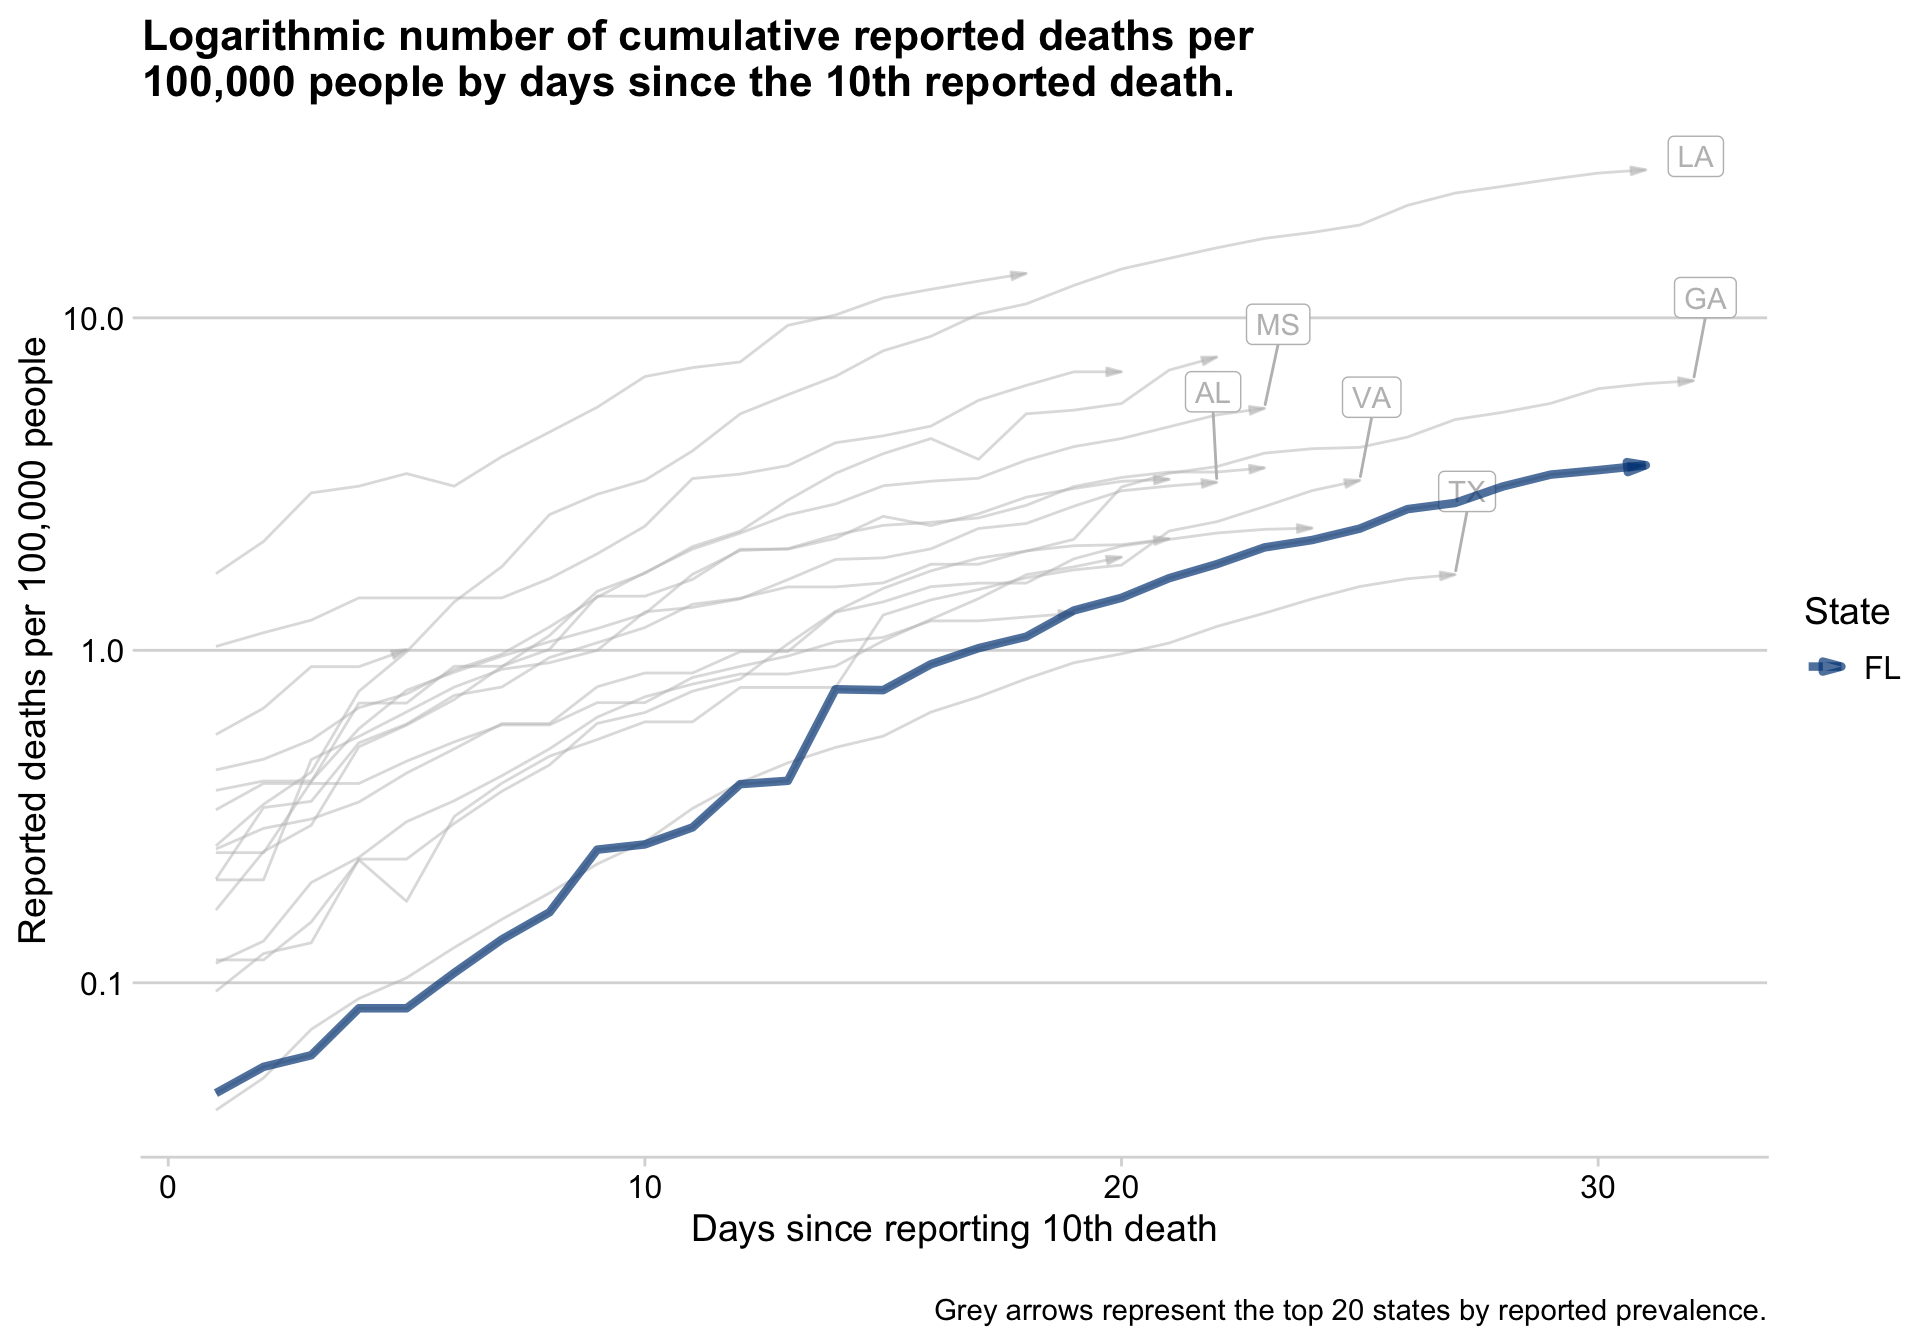 Logarithmic number of cumulative reported deaths per
100,000 people by days since the 10th reported death.
LA
GA
MS
AL
VA
TX
10.0
1.0
0.1
Reported deaths per 100,000 people
0
10
20
30
Days since reporting 10th death
State
FL
Grey arrows represent the top 20 states by reported prevalence.